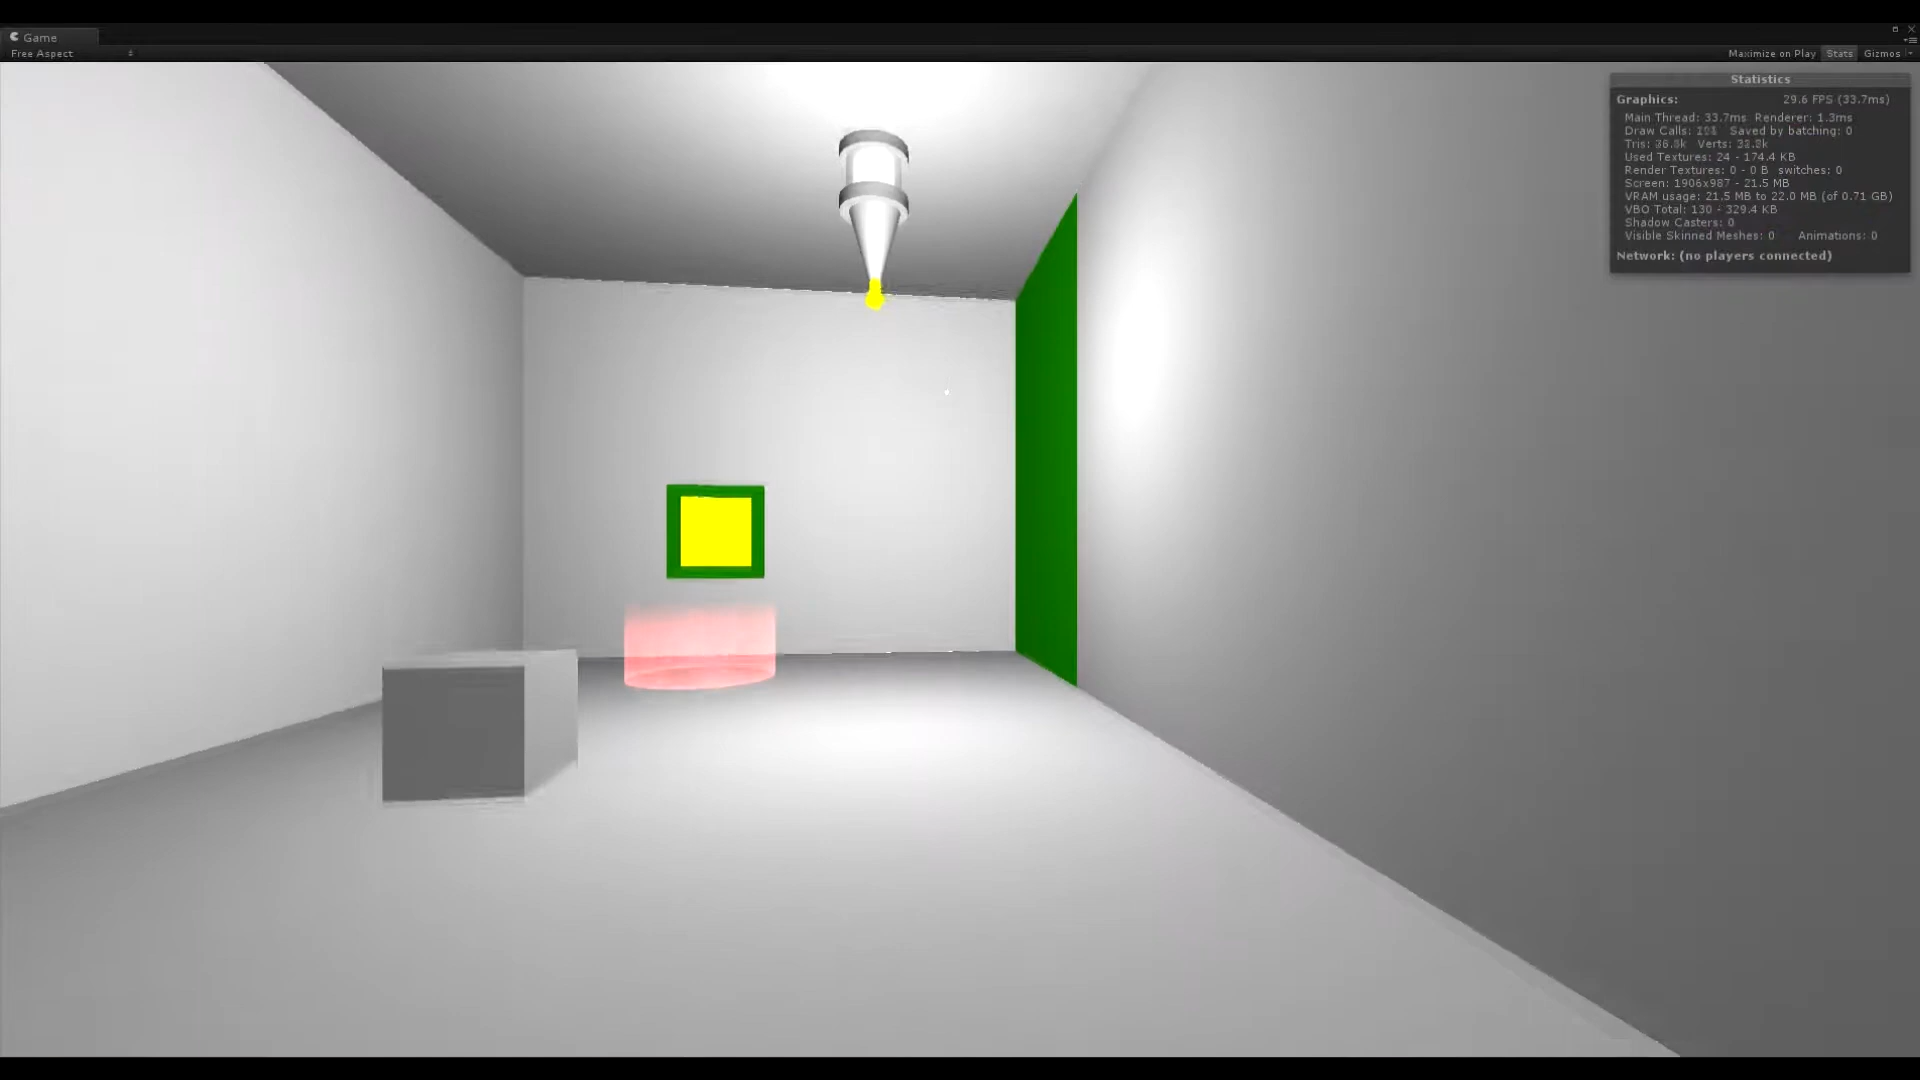 Game
Free Aspect
Maximize on Play Stats Gizmos
Statistics
Graphics: 29.6 FPS (33.7ms)
Main Thread: 33.7ms Renderer: 1.3ms
Draw Calls: Saved by batching: 0
Tris: Verts:
Used Textures: 24 - 174.4 KB
Render Textures: 0 - 0 B switches: 0
Screen: 1906x987 - 21.5 MB
VRAM usage: 21.5 MB to 22.0 MB (of 0.71 GB)
VBO Total: 130 - 329.4 KB
Shadow Casters: 0
Visible Skinned Meshes: 0 Animations: 0
Network: (no players connected)